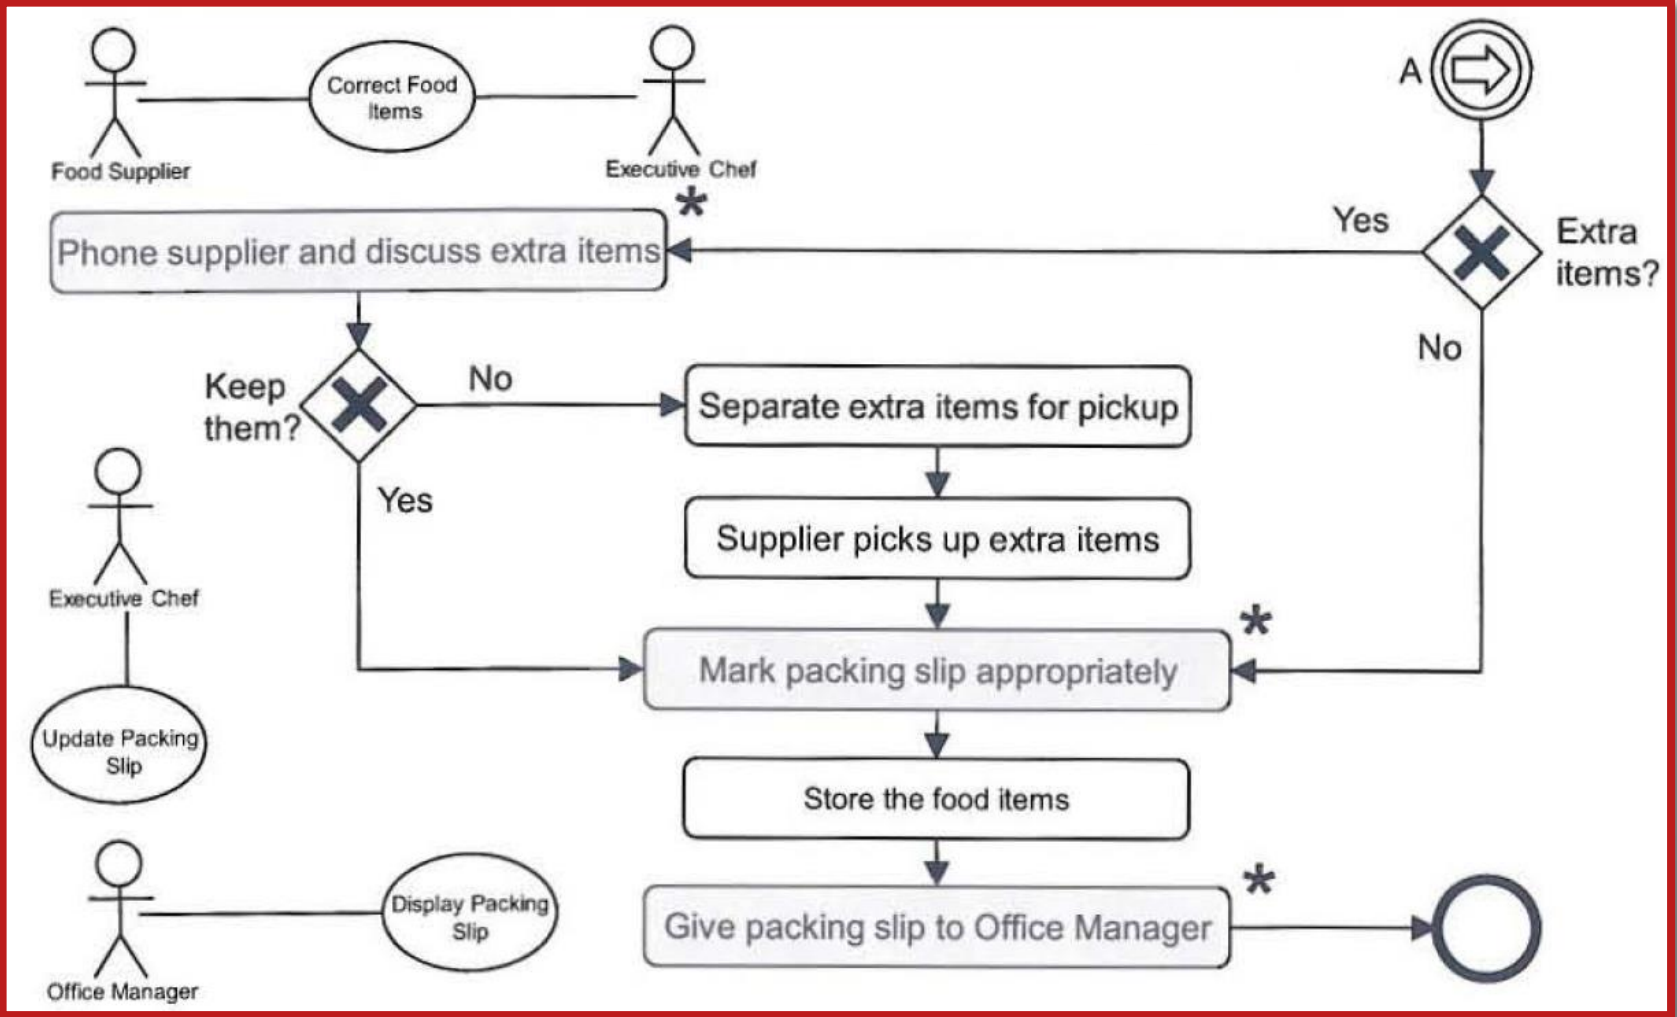 Correct Food
Items
Food Supplier
Executive Chef
A
*
Phone supplier and discuss extra items
Yes
Extra
items?
No
Keep
them?
No
Separate extra items for pickup
Yes
Supplier picks up extra items
Executive Chef
*
Mark packing slip appropriately
Update Packing
Slip
Store the food items
*
Display Packing
Slip
Give packing slip to Office Manager
Office Manager